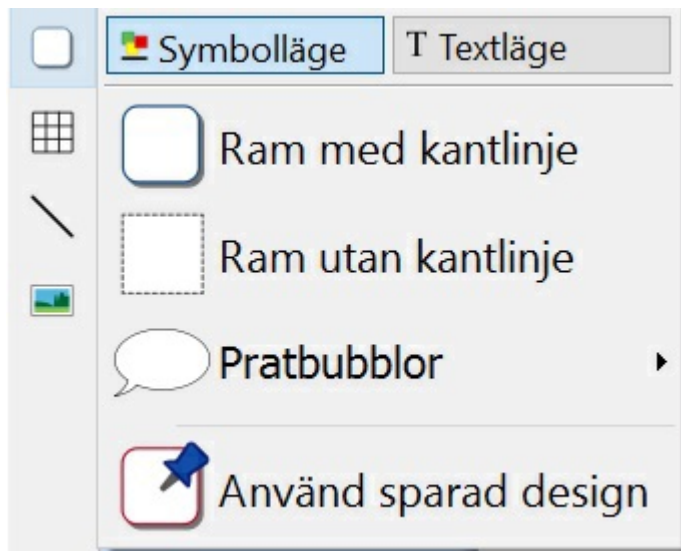 Symbolläge
T Textläge
Ram med kantlinje
Ram utan kantlinje
Pratbubblor
Använd sparad design